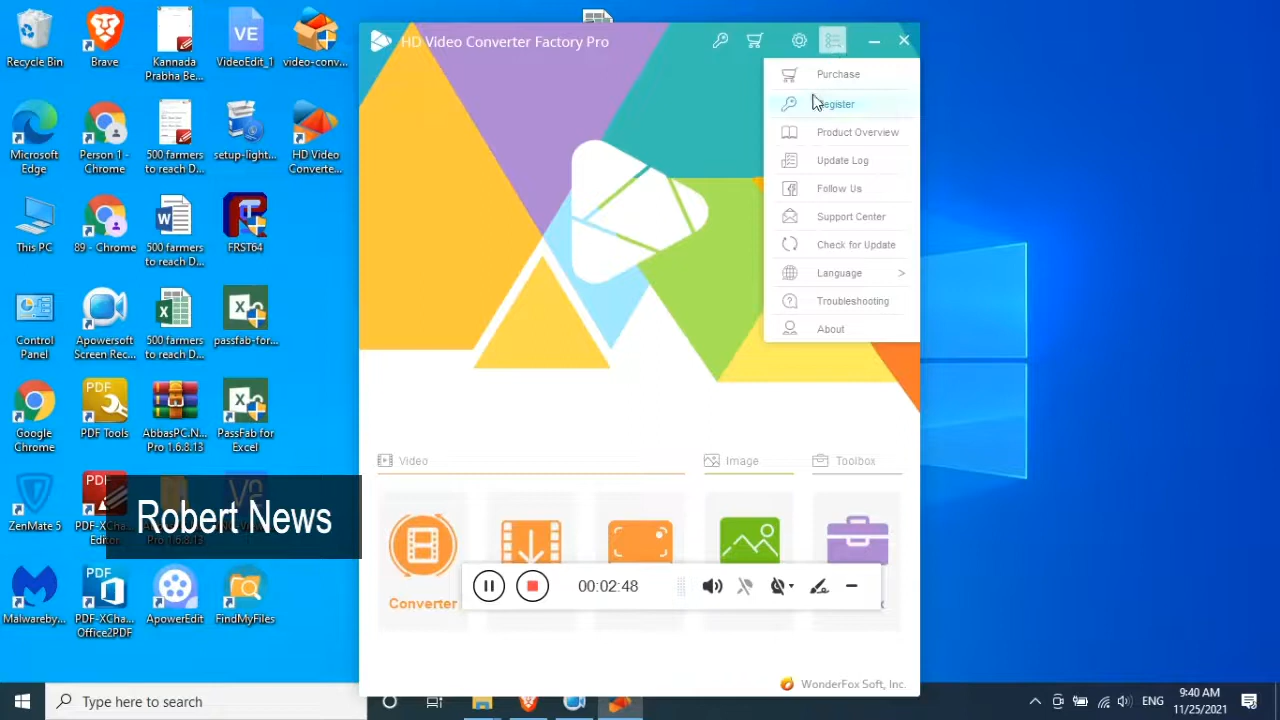 HD Video Converter Factory Pro
Purchase
Register
Product Overview
Update Log
Follow Us
Support Center
Check for Update
Language >
Troubleshooting
About
Recycle Bin
Brave
Kannada
Prabha Be...
VideoEdit_1
video-conv...
Microsoft
Edge
Person 1 -
Chrome
500 farmers
to reach D...
setup-light...
HD Video
Converte...
This PC
89 - Chrome
500 farmers
to reach D...
FRST64
Control
Panel
Apowersoft
Screen Rec...
500 farmers
to reach D...
passfab-for...
Google
Chrome
PDF Tools
AbbasPC.N...
Pro 1.6.8.13
PassFab for
Excel
ZenMate 5
PDF-XCha...
Editor
Pro 1.6.8.13
Robert News
Malwareby...
PDF-XCha...
Office2PDF
ApowerEdit
FindMyFiles
Video
Image
Toolbox
Converter
00:02:48
WonderFox Soft, Inc.
Type here to search
ENG
9:40 AM
11/25/2021